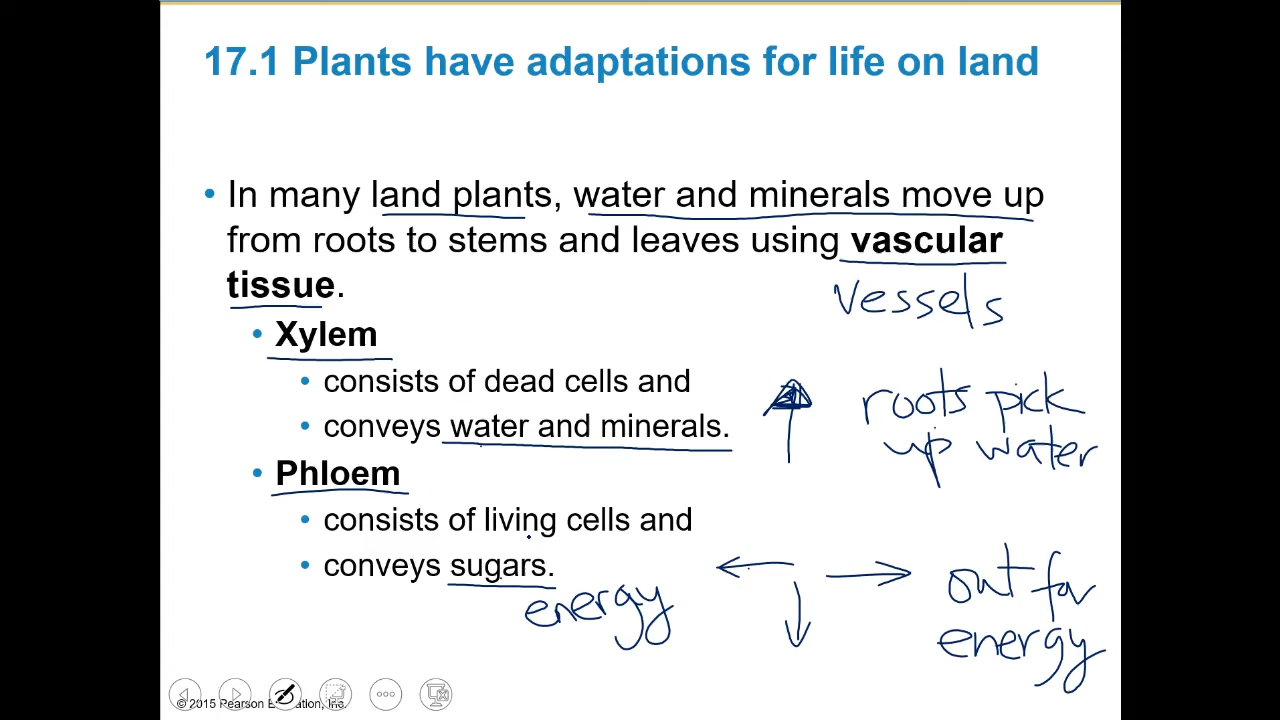 17.1 Plants have adaptations for life on land
• In many land plants, water and minerals move up
from roots to stems and leaves using vascular
tissue.
vessels
• Xylem
• consists of dead cells and
• conveys water and minerals.
roots pick
up water
• Phloem
• consists of living cells and
• conveys sugars.
energy
out for
energy
© 2015 Pearson Education, Inc.